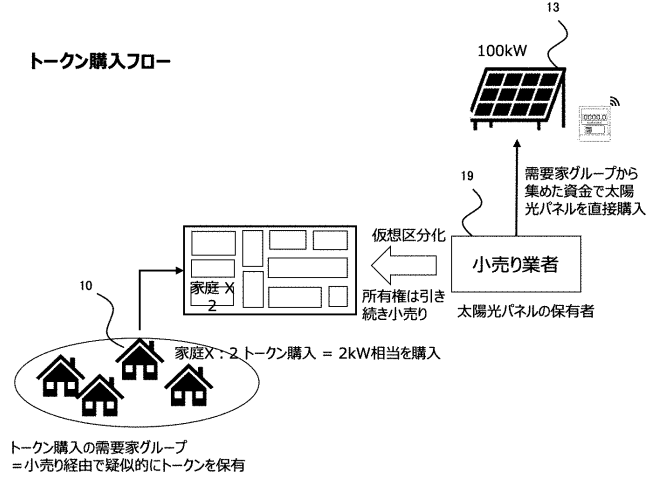 トークン購入フロー
13
100kW
0000.0
需要家グループから
集めた資金で太陽
光パネルを直接購入
19
仮想区分化
小売り業者
所有権は引き
続き小売り
太陽光パネルの保有者
家庭 X
2
10
家庭X：2 トークン購入 = 2kW相当を購入
トークン購入の需要家グループ
＝小売り経由で疑似的にトークンを保有